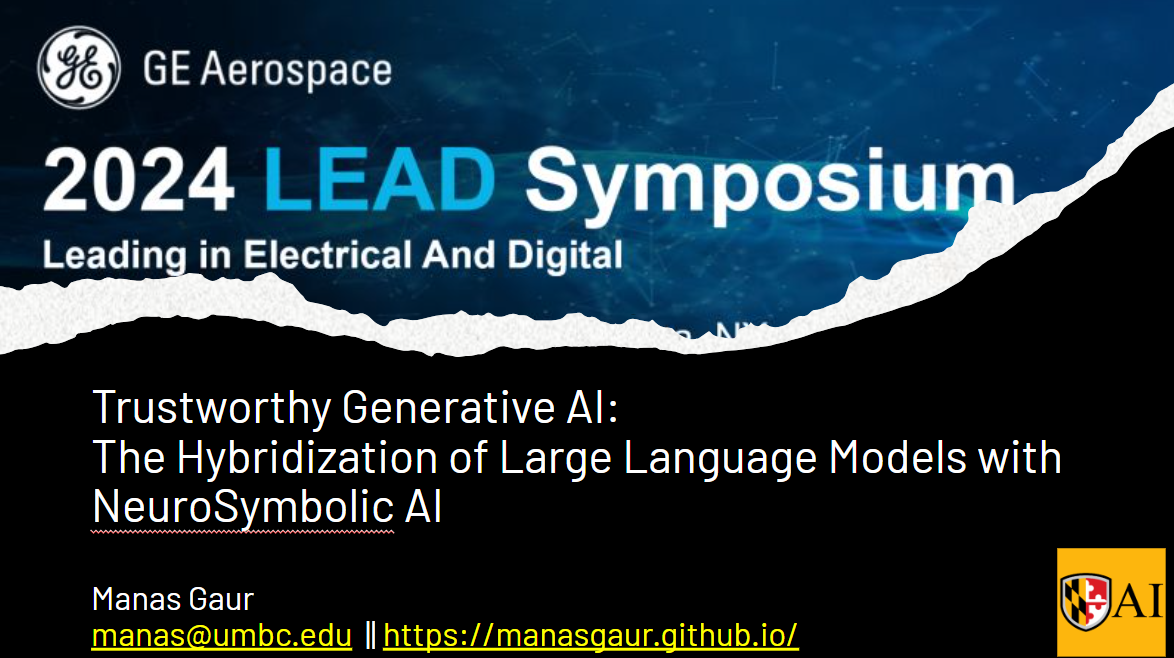 GE Aerospace
2024 LEAD Symposium
Leading in Electrical And Digital
Trustworthy Generative AI:
The Hybridization of Large Language Models with
NeuroSymbolic AI
Manas Gaur
manas@umbc.edu || https://manasgaur.github.io/
AI